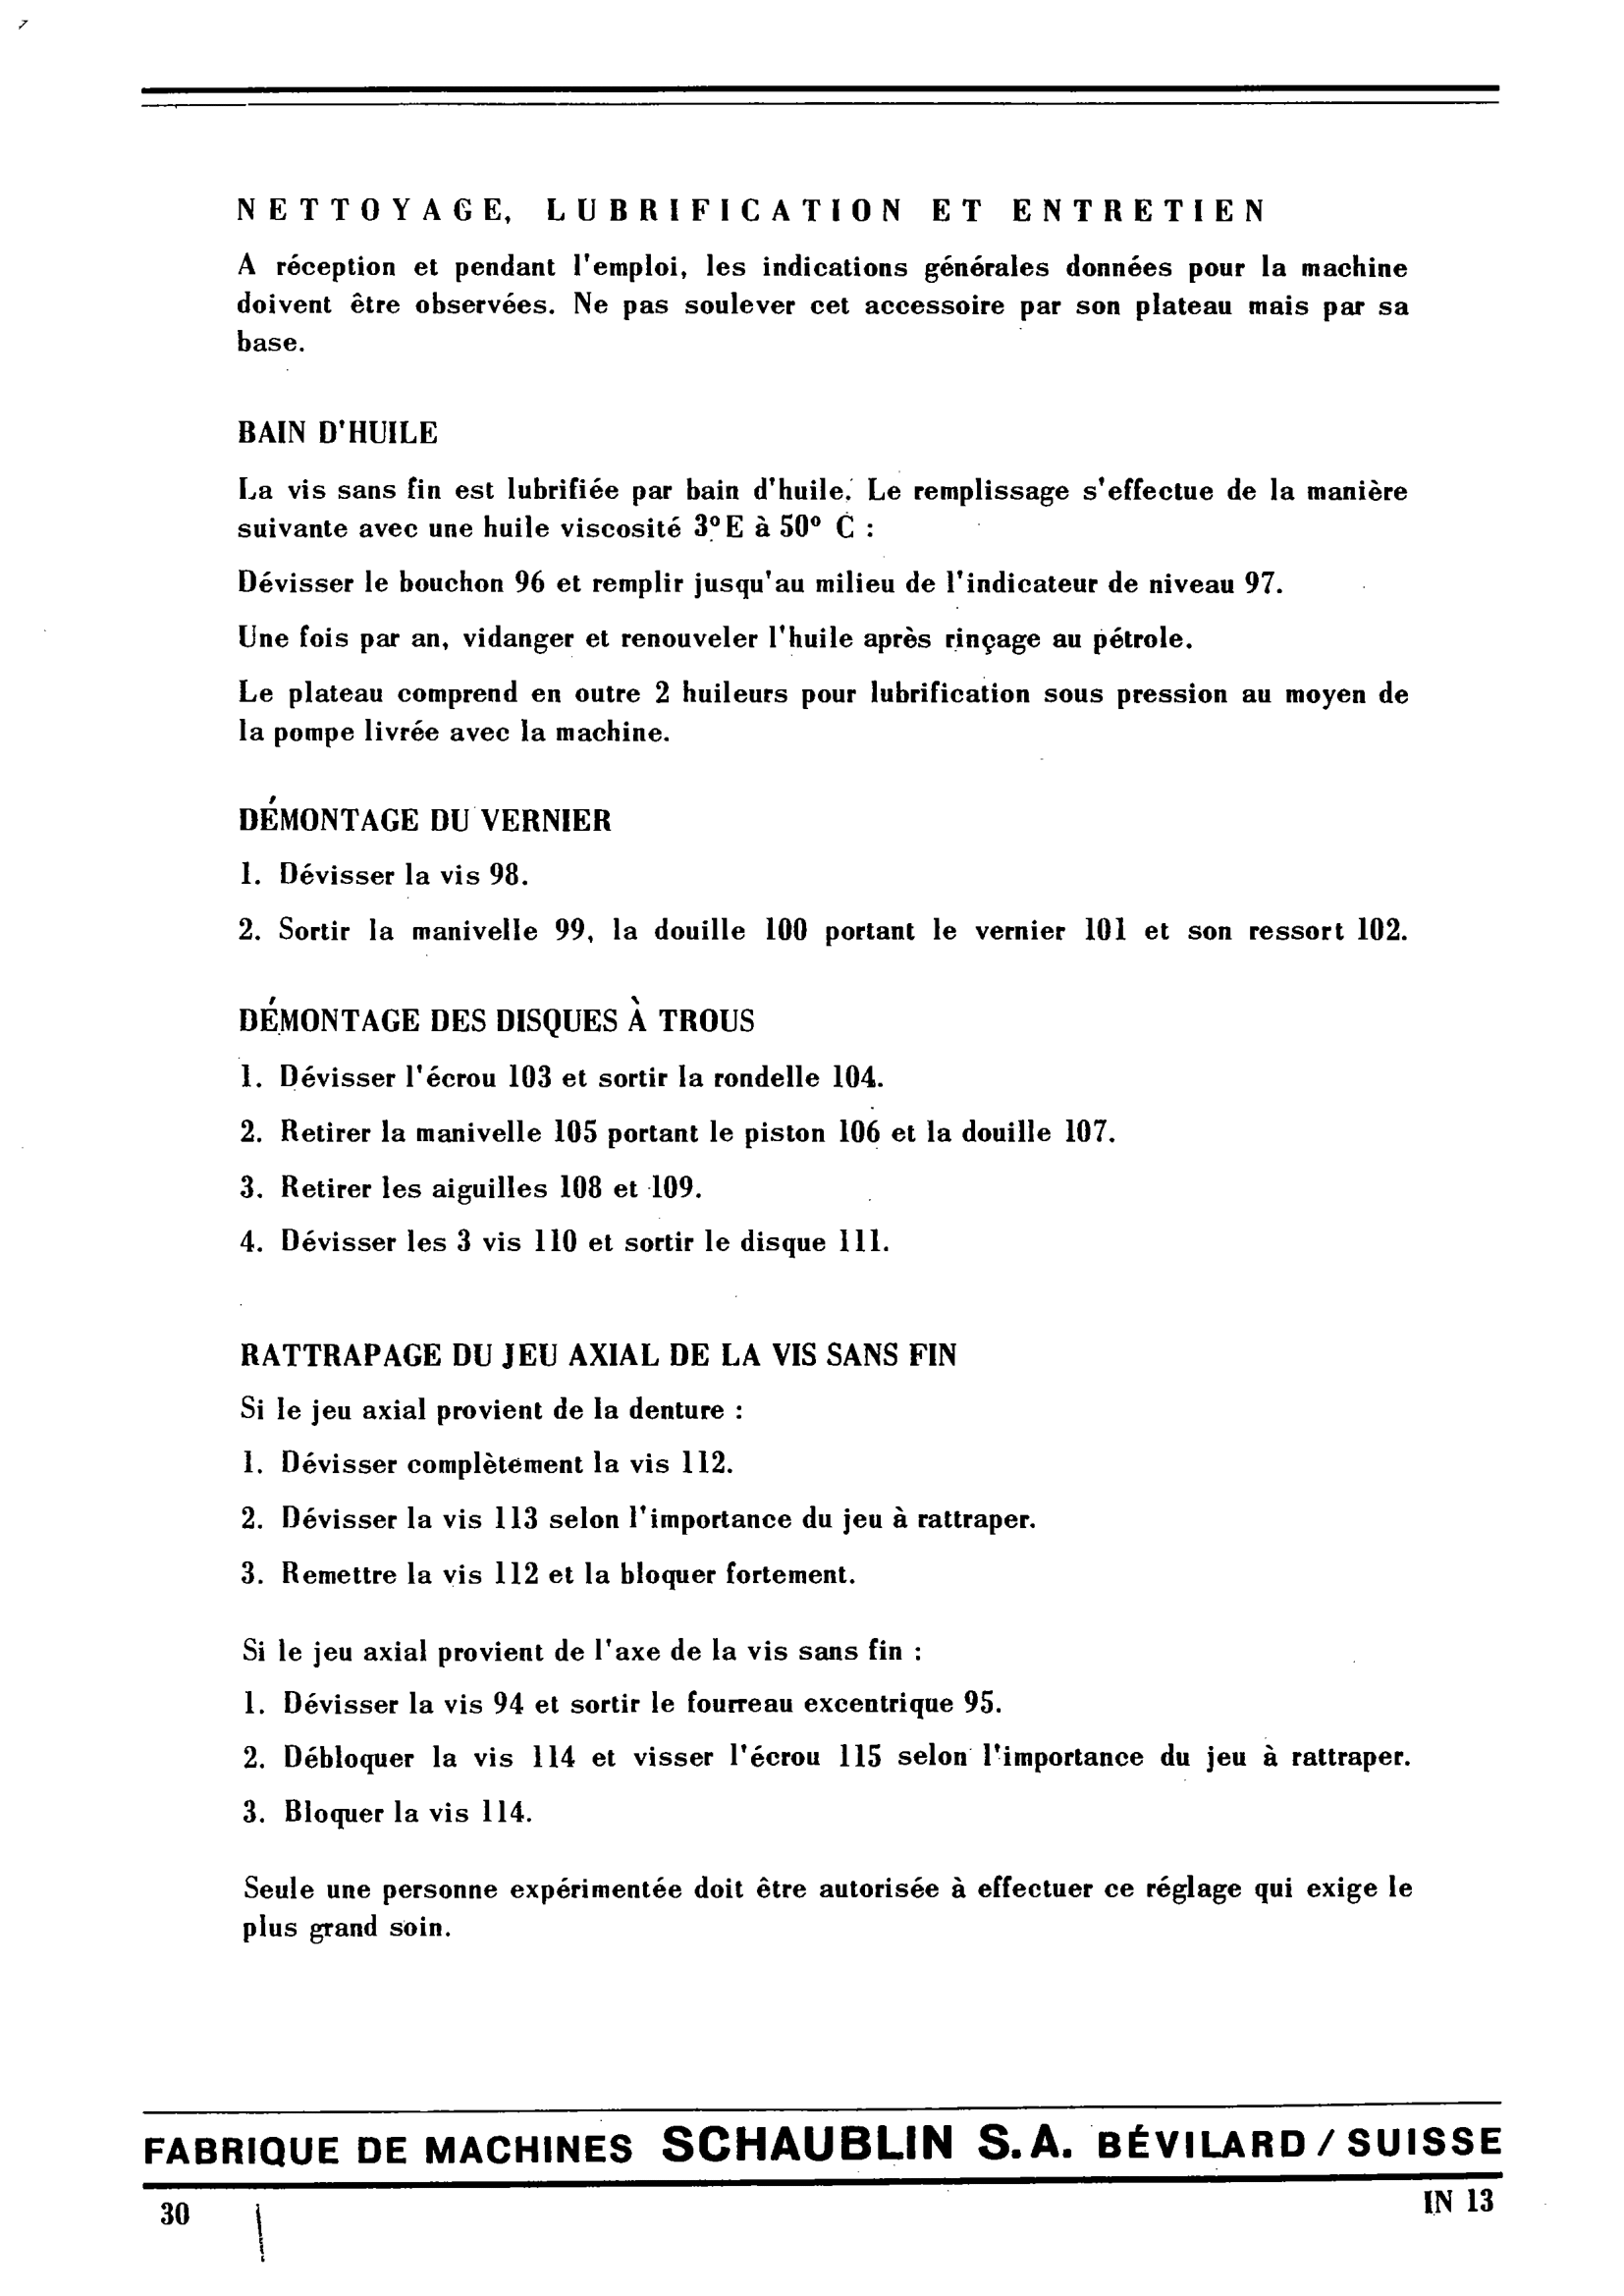 NETTOYAGE, LUBRIFICATION ET ENTRETIEN
A réception et pendant l'emploi, les indications générales données pour la machine
doivent être observées. Ne pas soulever cet accessoire par son plateau mais par sa
base.
BAIN D'HUILE
La vis sans fin est lubrifiée par bain d'huile. Le remplissage s'effectue de la manière
suivante avec une huile viscosité 3° E à 50° C :
Dévisser le bouchon 96 et remplir jusqu'au milieu de l'indicateur de niveau 97.
Une fois par an, vidanger et renouveler l'huile après rinçage au pétrole.
Le plateau comprend en outre 2 huileurs pour lubrification sous pression au moyen de
la pompe livrée avec la machine.
DÉMONTAGE DU VERNIER
1. Dévisser la vis 98.
2. Sortir la manivelle 99, la douille 100 portant le vernier 101 et son ressort 102.
DÉMONTAGE DES DISQUES À TROUS
1. Dévisser l'écrou 103 et sortir la rondelle 104.
2. Retirer la manivelle 105 portant le piston 106 et la douille 107.
3. Retirer les aiguilles 108 et 109.
4. Dévisser les 3 vis 110 et sortir le disque 111.
RATTRAPAGE DU JEU AXIAL DE LA VIS SANS FIN
Si le jeu axial provient de la denture :
1. Dévisser complètement la vis 112.
2. Dévisser la vis 113 selon l'importance du jeu à rattraper.
3. Remettre la vis 112 et la bloquer fortement.
Si le jeu axial provient de l'axe de la vis sans fin :
1. Dévisser la vis 94 et sortir le fourreau excentrique 95.
2. Débloquer la vis 114 et visser l'écrou 115 selon l'importance du jeu à rattraper.
3. Bloquer la vis 114.
Seule une personne expérimentée doit être autorisée à effectuer ce réglage qui exige le
plus grand soin.
FABRIQUE DE MACHINES SCHAUBLIN S.A. BÉVILARD / SUISSE
30
IN 13